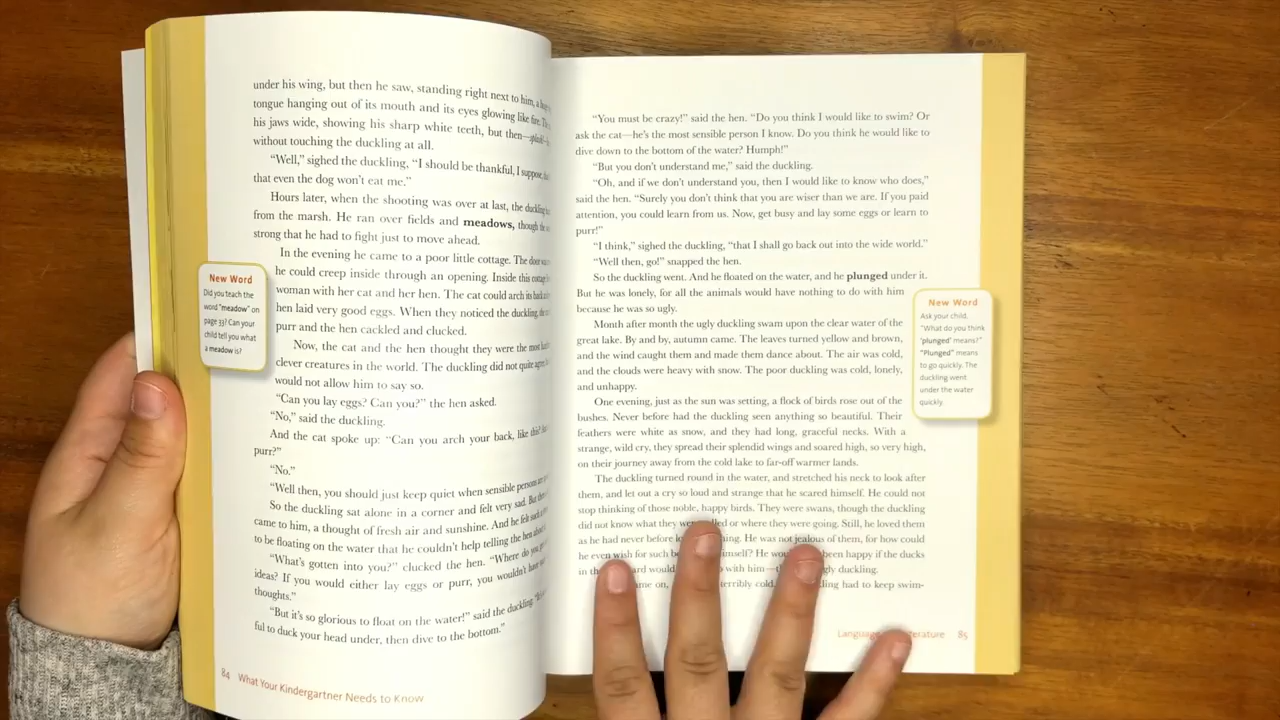 under his wing, but then he saw, standing right next to him, a
tongue hanging out of its mouth and its eyes glowing like fire.
his jaws wide, showing his sharp white teeth, but then—splash!—
without touching the duckling at all.
“Well,” sighed the duckling, “I should be thankful, I suppose,
that even the dog won’t eat me.”
Hours later, when the shooting was over at last, the duckling
from the marsh. He ran over fields and meadows, though the
strong that he had to fight just to move ahead.
In the evening he came to a poor little cottage. The door
he could creep inside through an opening. Inside this cottage
woman with her cat and her hen. The cat could arch its back
hen laid very good eggs. When they noticed the duckling, the
purr and the hen cackled and clucked.
Now, the cat and the hen thought they were the most
clever creatures in the world. The duckling did not quite agree,
would not allow him to say so.
“Can you lay eggs? Can you?” the hen asked.
“No,” said the duckling.
And the cat spoke up: “Can you arch your back, like this?
purr?”
“No.”
“Well then, you should just keep quiet when sensible persons are
So the duckling sat alone in a corner and felt very sad. But then
came to him, a thought of fresh air and sunshine. And he felt such
to be floating on the water that he couldn’t help telling the hen about
“What’s gotten into you?” clucked the hen. “Where do you get
ideas? If you would either lay eggs or purr, you wouldn’t have
thoughts.”
“But it’s so glorious to float on the water!” said the duckling.
ful to duck your head under, then dive to the bottom.”
New Word
Did you teach the
word “meadow” on
page 33? Can your
child tell you what
a meadow is?
84 What Your Kindergartner Needs to Know
“You must be crazy!” said the hen. “Do you think I would like to swim? Or
ask the cat—he’s the most sensible person I know. Do you think he would like to
dive down to the bottom of the water? Humph!”
“But you don’t understand me,” said the duckling.
“Oh, and if we don’t understand you, then I would like to know who does,”
said the hen. “Surely you don’t think that you are wiser than we are. If you paid
attention, you could learn from us. Now, get busy and lay some eggs or learn to
purr!”
“I think,” sighed the duckling, “that I shall go back out into the wide world.”
“Well then, go!” snapped the hen.
So the duckling went. And he floated on the water, and he plunged under it.
But he was lonely, for all the animals would have nothing to do with him
because he was so ugly.
Month after month the ugly duckling swam upon the clear water of the
great lake. By and by, autumn came. The leaves turned yellow and brown,
and the wind caught them and made them dance about. The air was cold,
and the clouds were heavy with snow. The poor duckling was cold, lonely,
and unhappy.
One evening, just as the sun was setting, a flock of birds rose out of the
bushes. Never before had the duckling seen anything so beautiful. Their
feathers were white as snow, and they had long, graceful necks. With a
strange, wild cry, they spread their splendid wings and soared high, so very high,
on their journey away from the cold lake to far-off warmer lands.
The duckling turned round in the water, and stretched his neck to look after
them, and let out a cry so loud and strange that he scared himself. He could not
stop thinking of those noble, happy birds. They were swans, though the duckling
did not know what they were called or where they were going. Still, he loved them
as he had never before He was not jealous of them, for how could
he even wish for such himself? He been happy if the ducks
in the with him— duckling.
terribly cold. had to keep swim-
New Word
Ask your child,
“What do you think
‘plunged’ means?”
“Plunged” means
to go quickly. The
duckling went
under the water
quickly.
Language Literature 85